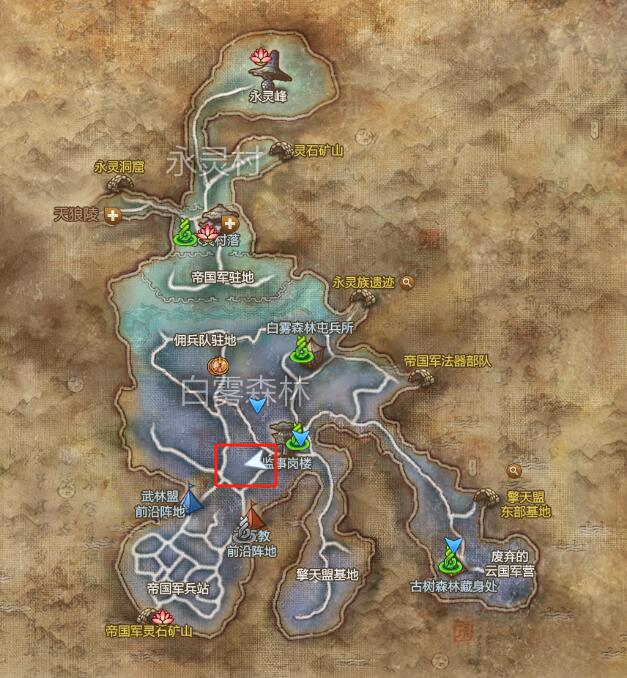 永灵峰
永灵村
灵石矿山
永灵洞窟
天狼陵
村落
帝国军驻地
永灵族遗迹
白雾森林屯兵所
佣兵队驻地
帝国军法器部队
白雾森林
监事岗楼
武林盟
前沿阵地
教
前沿阵地
擎天盟
东部基地
废弃的
云国军营
古树森林藏身处
擎天盟基地
帝国军兵站
帝国军灵石矿山